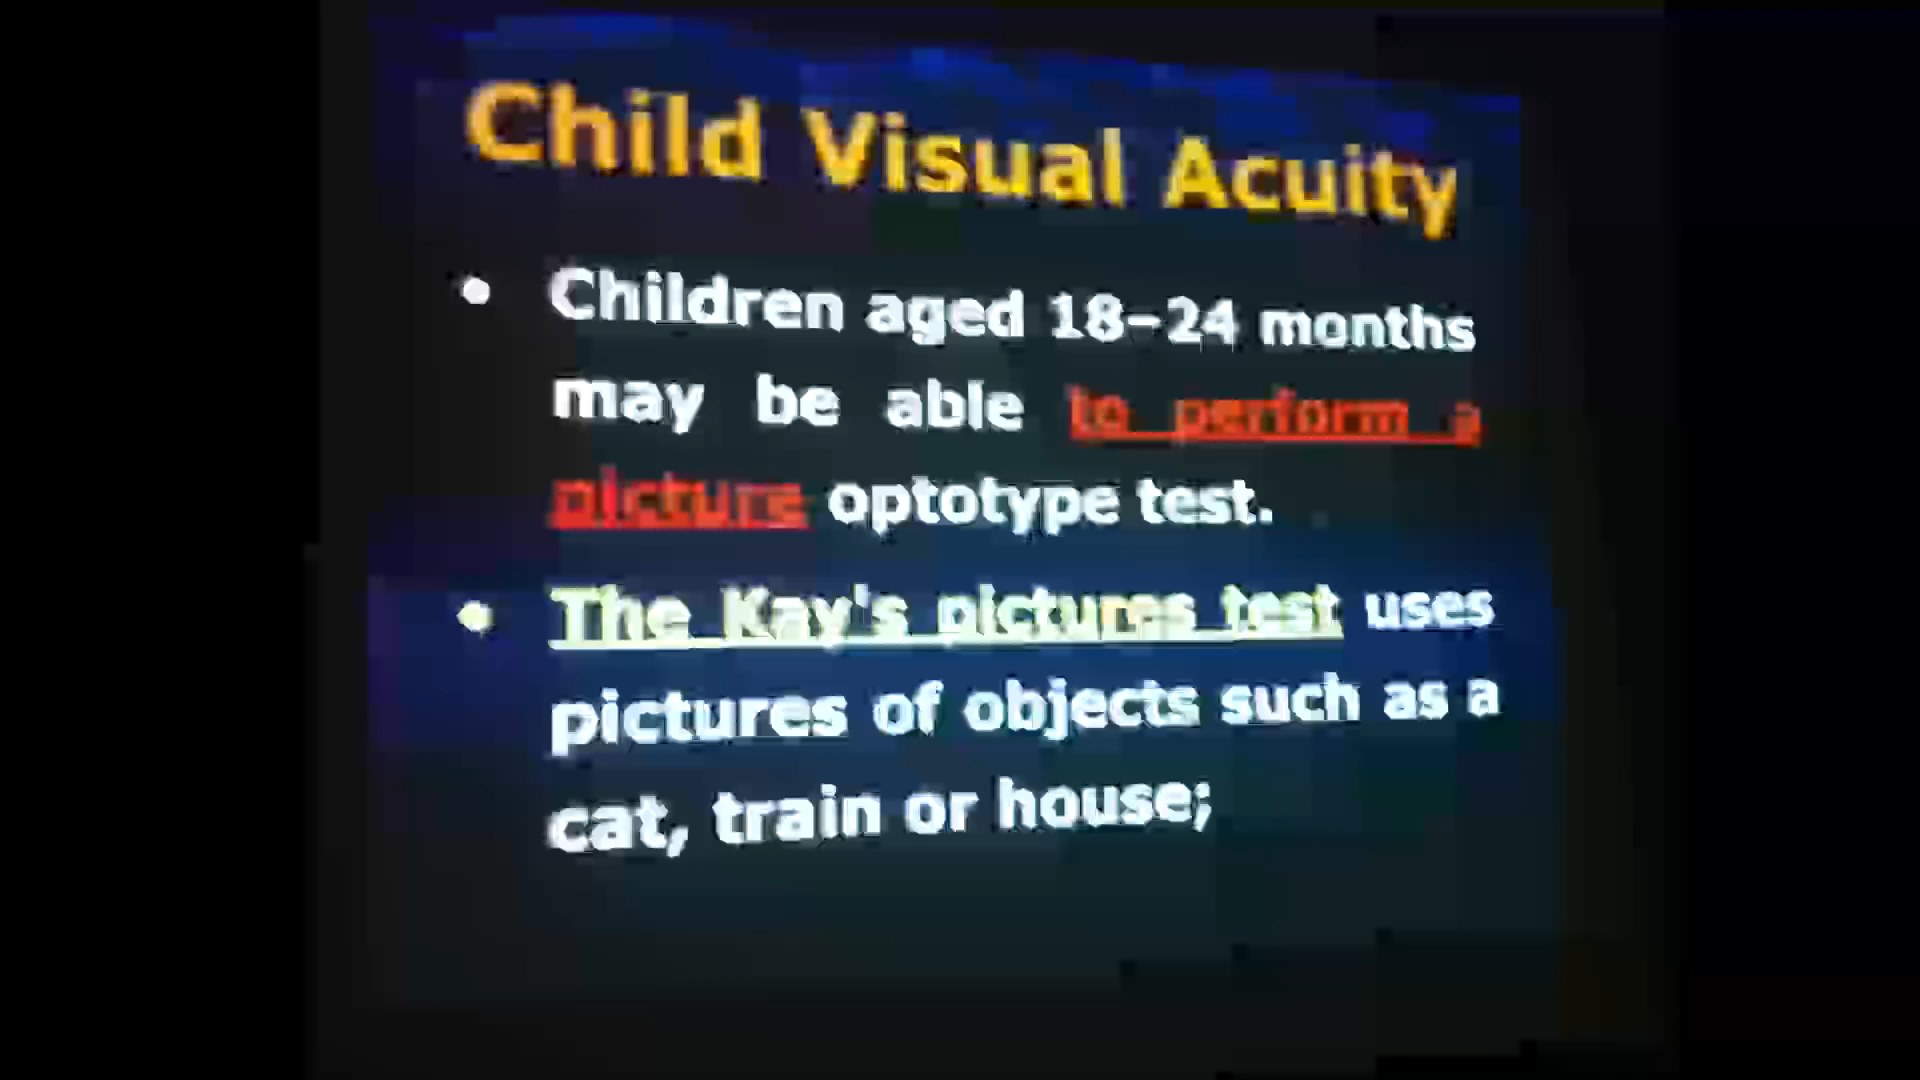 Child Visual Acuity
• Children aged 18–24 months
may be able to perform a
picture optotype test.
• The Kay's pictures test uses
pictures of objects such as a
cat, train or house;